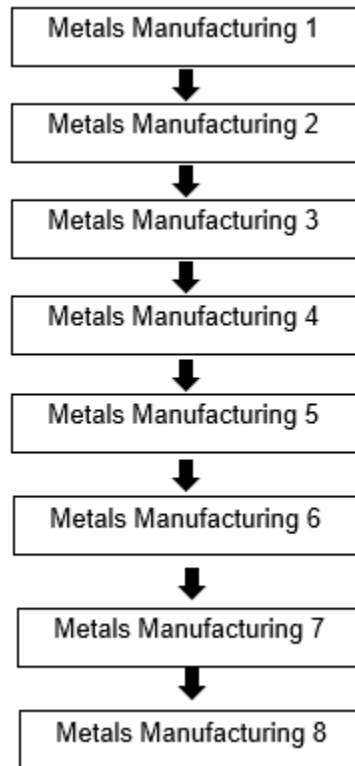 Metals Manufacturing 1
Metals Manufacturing 2
Metals Manufacturing 3
Metals Manufacturing 4
Metals Manufacturing 5
Metals Manufacturing 6
Metals Manufacturing 7
Metals Manufacturing 8